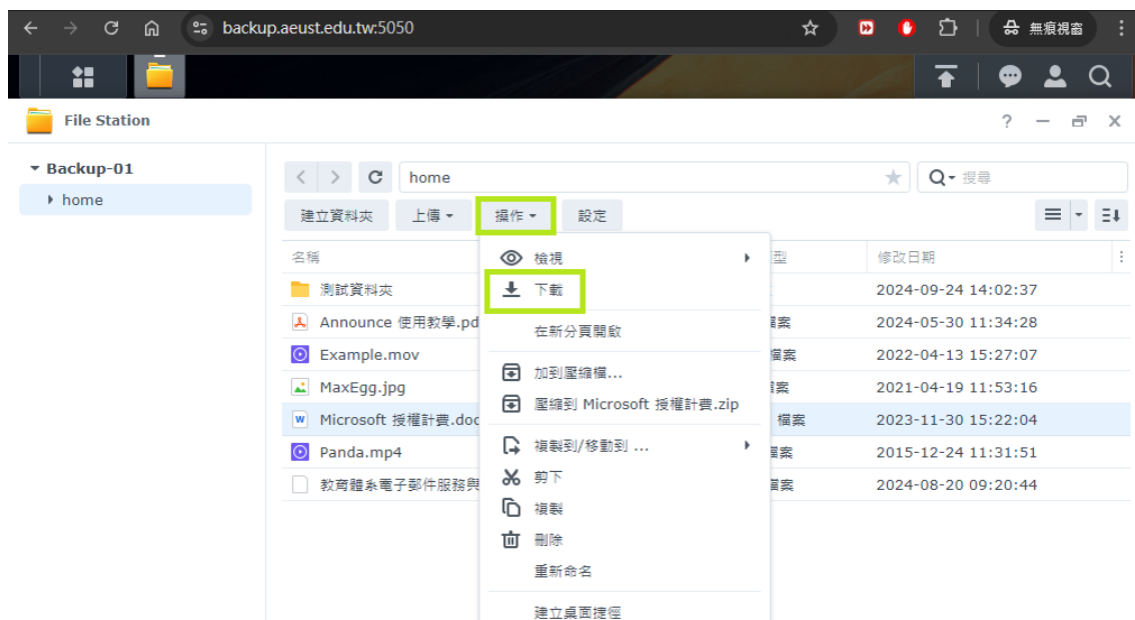 backup.aeust.edu.tw:5050
無痕視窗
File Station
Backup-01
home
home
搜尋
建立資料夾 上傳 操作 設定
名稱 型 修改日期
測試資料夾 2024-09-24 14:02:37
Announce 使用教學.pd 檔案 2024-05-30 11:34:28
Example.mov 檔案 2022-04-13 15:27:07
MaxEgg.jpg 檔案 2021-04-19 11:53:16
Microsoft 授權計費.doc 檔案 2023-11-30 15:22:04
Panda.mp4 檔案 2015-12-24 11:31:51
教育體系電子郵件服務與 檔案 2024-08-20 09:20:44
檢視
下載
在新分頁開啟
加到壓縮檔...
壓縮到 Microsoft 授權計費.zip
複製到/移動到 ...
剪下
複製
刪除
重新命名
建立桌面捷徑